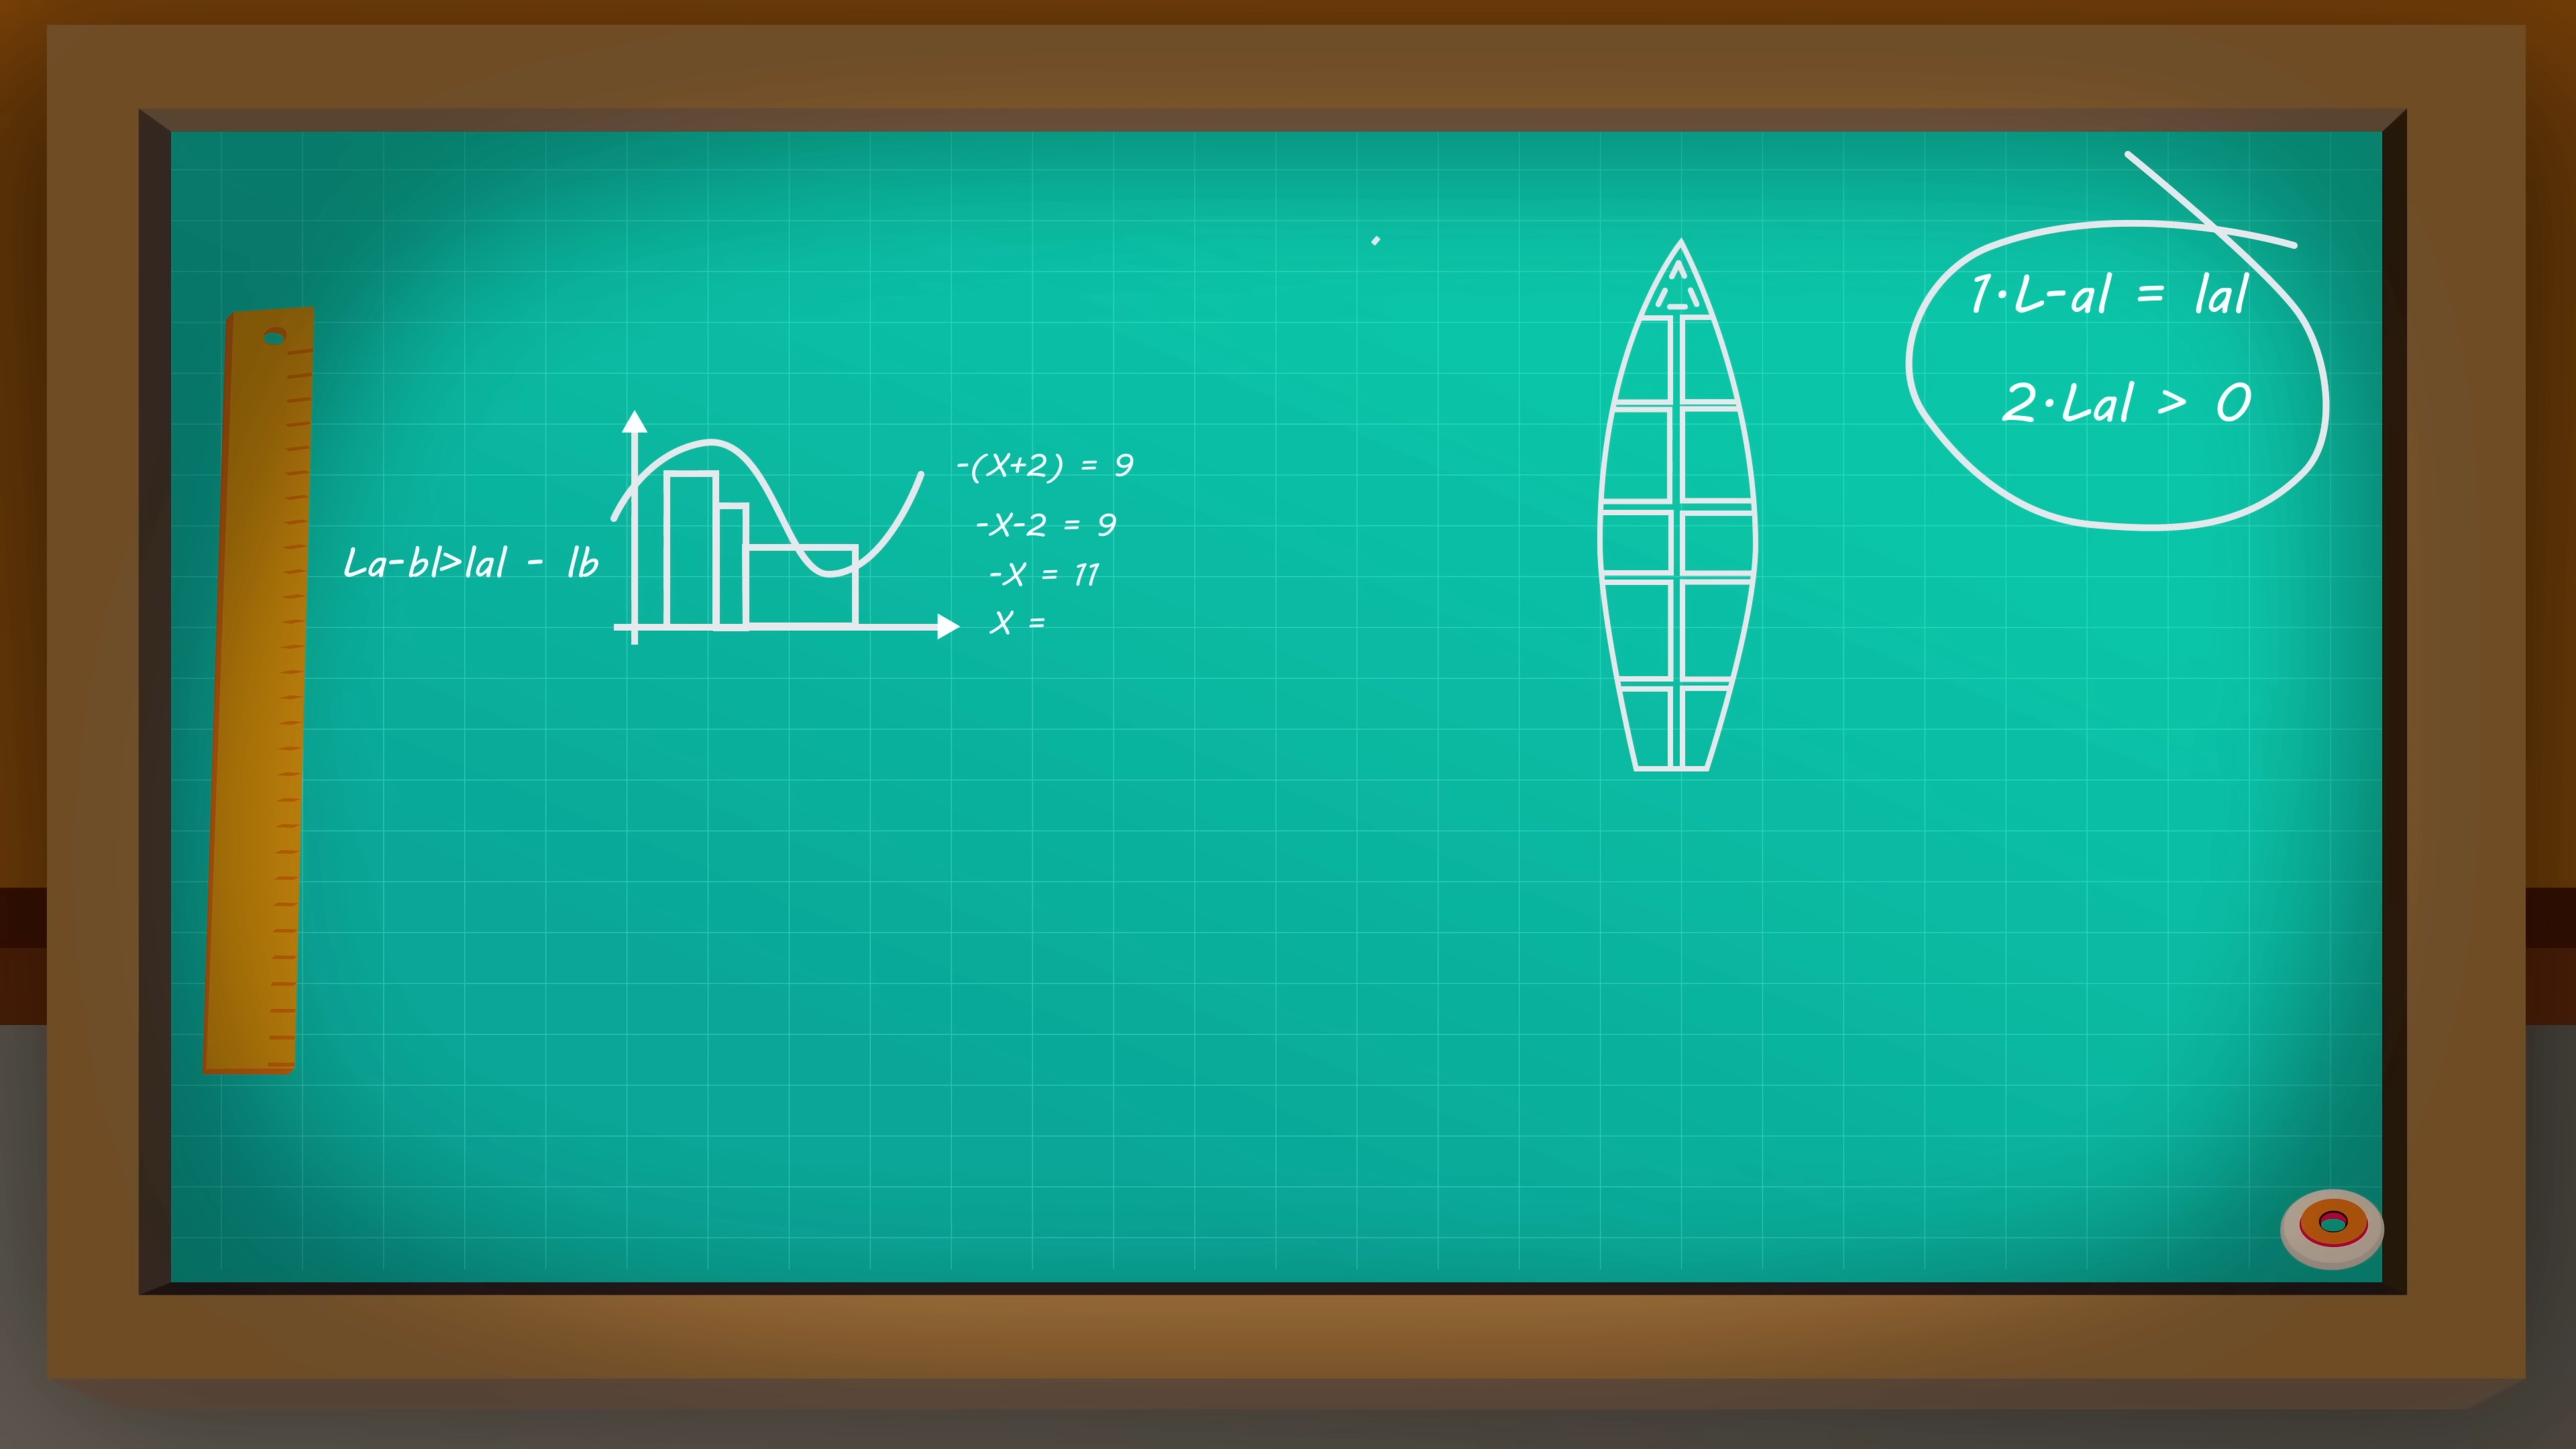 La-bl>lal - lb
-(X+2) = 9
-X-2 = 9
-X = 11
X =
1·L-al = lal
2·Lal > 0